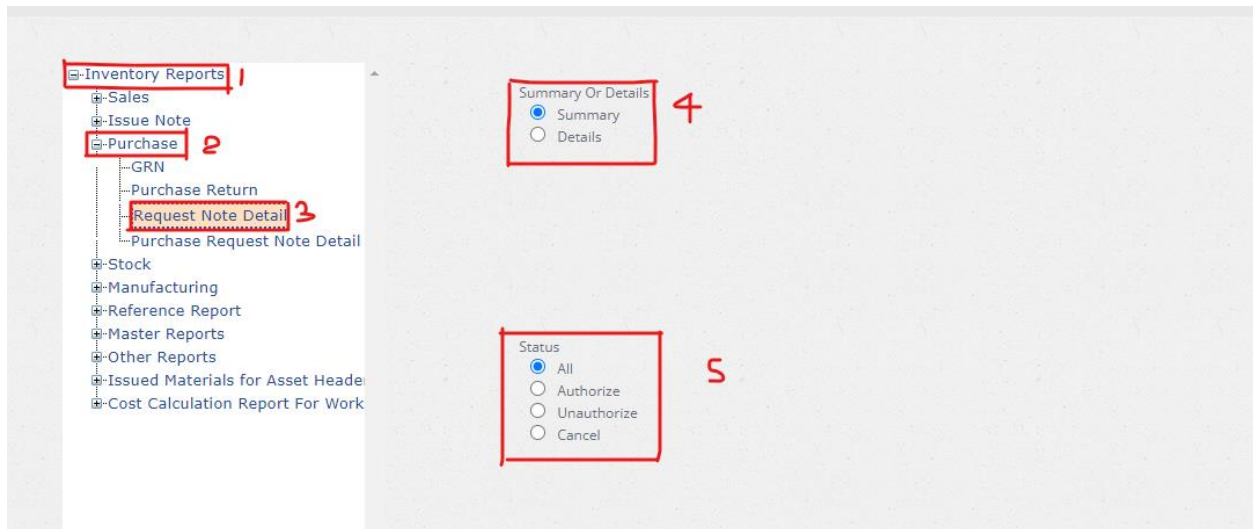 Inventory Reports 1
Sales
Issue Note
Purchase 2
GRN
Purchase Return
Request Note Detail 3
Purchase Request Note Detail
Stock
Manufacturing
Reference Report
Master Reports
Other Reports
Issued Materials for Asset Heade
Cost Calculation Report For Work
Summary Or Details 4
Summary
Details
Status
All 5
Authorize
Unauthorize
Cancel